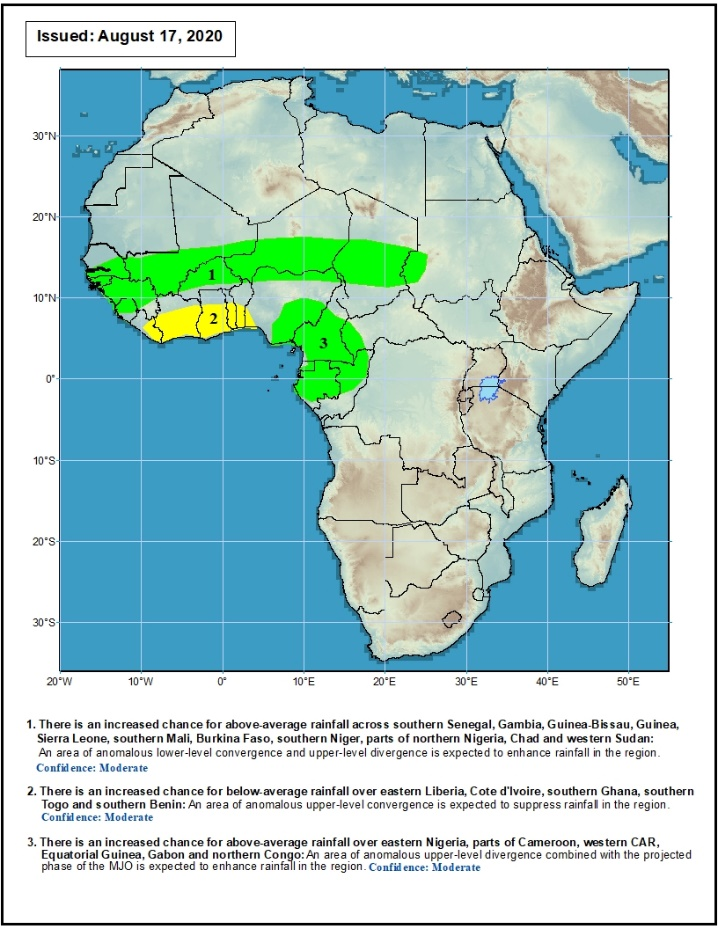 Issued: August 17, 2020
30°N
20°N
10°N
0°
10°S
20°S
30°S
1
2
3
20°W
10°W
0°
10°E
20°E
30°E
40°E
50°E
1. There is an increased chance for above-average rainfall across southern Senegal, Gambia, Guinea-Bissau, Guinea,
Sierra Leone, southern Mali, Burkina Faso, southern Niger, parts of northern Nigeria, Chad and western Sudan:
An area of anomalous lower-level convergence and upper-level divergence is expected to enhance rainfall in the region.
Confidence: Moderate
2. There is an increased chance for below-average rainfall over eastern Liberia, Cote d'Ivoire, southern Ghana, southern
Togo and southern Benin: An area of anomalous upper-level convergence is expected to suppress rainfall in the region.
Confidence: Moderate
3. There is an increased chance for above-average rainfall over eastern Nigeria, parts of Cameroon, western CAR,
Equatorial Guinea, Gabon and northern Congo: An area of anomalous upper-level divergence combined with the projected
phase of the MJO is expected to enhance rainfall in the region. Confidence: Moderate